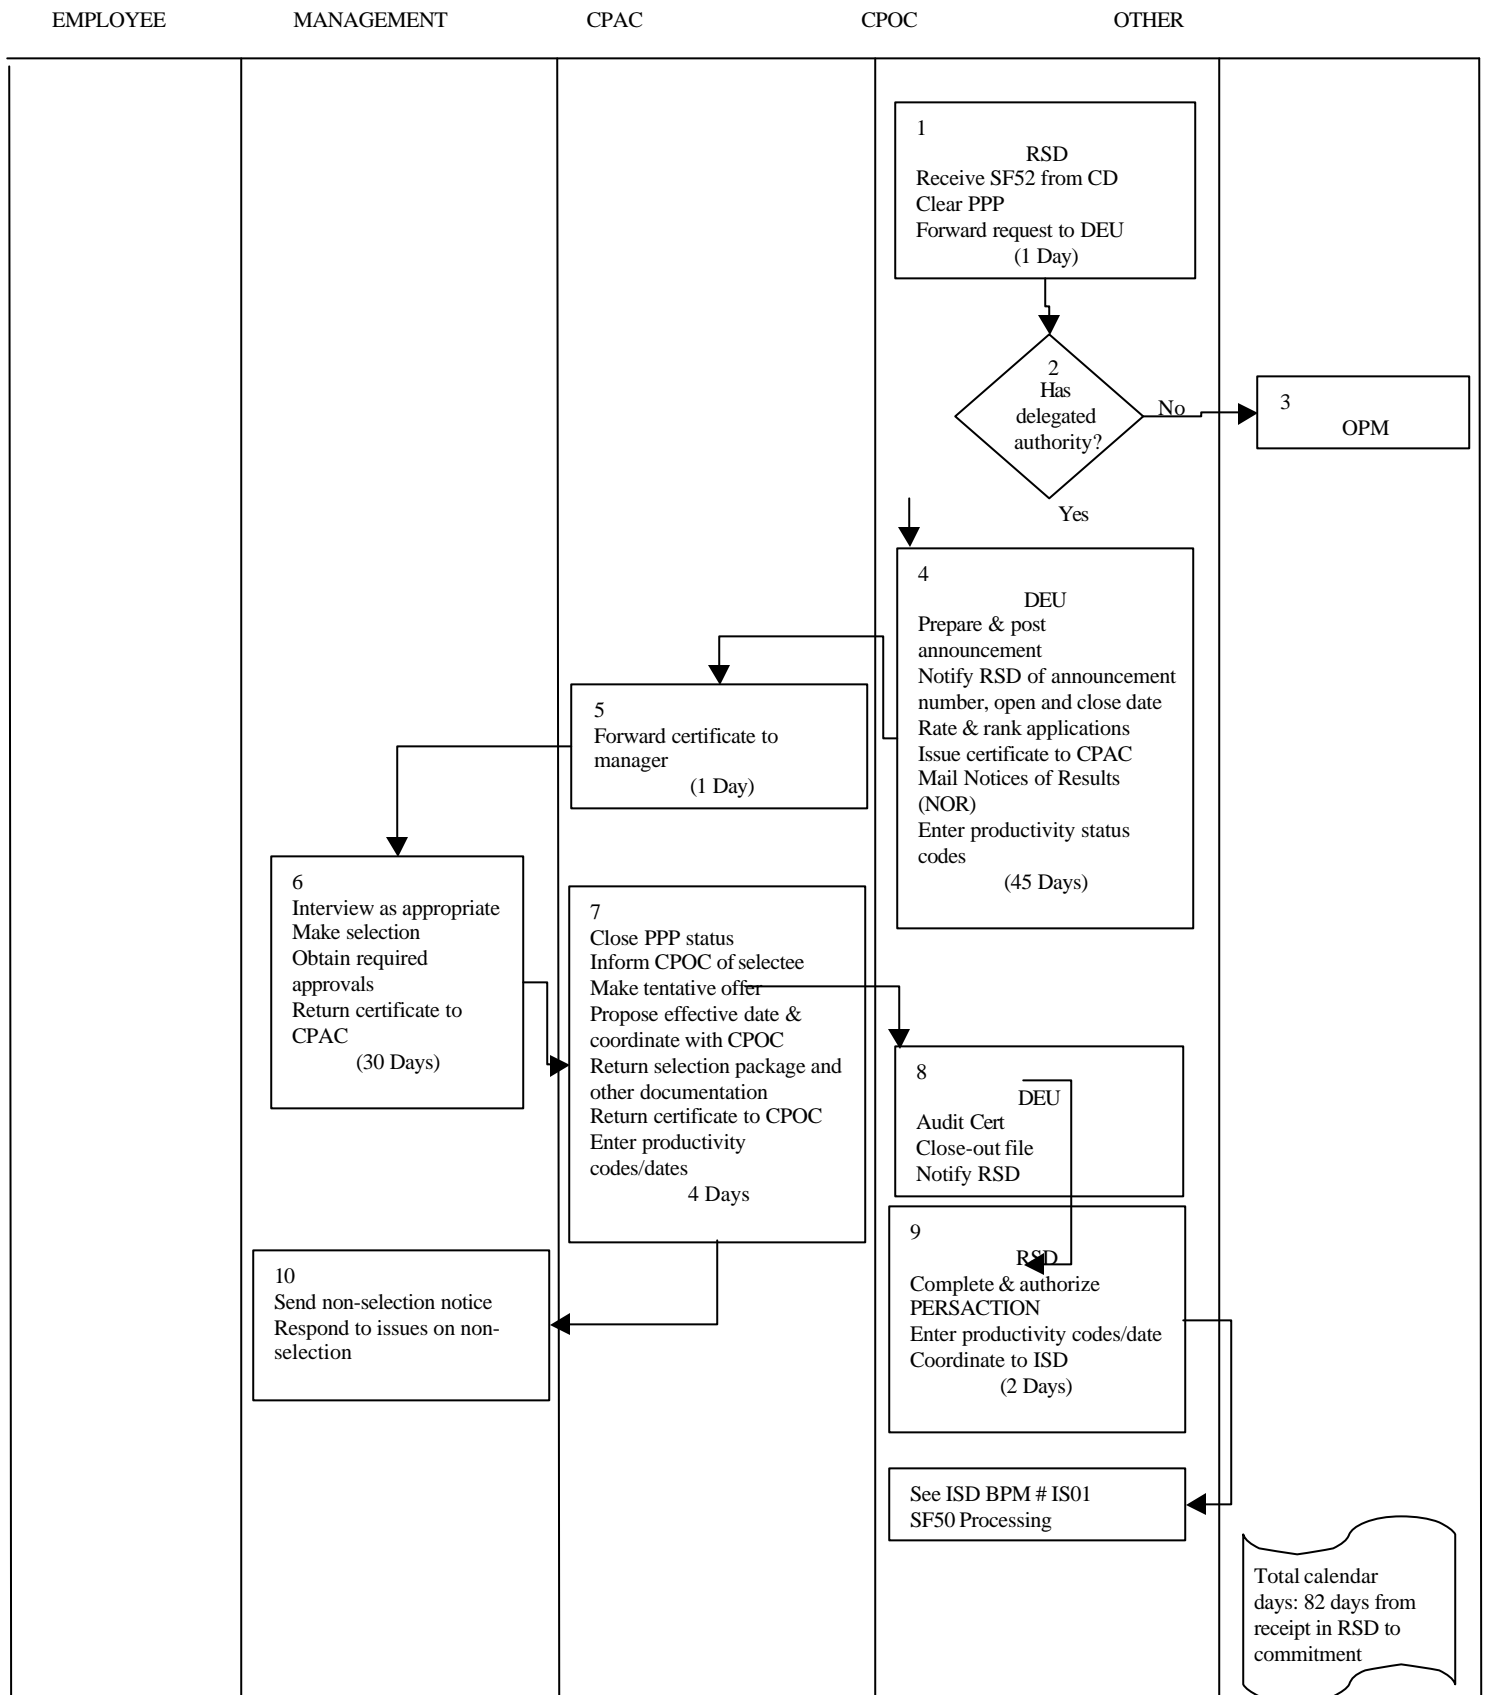 EMPLOYEE MANAGEMENT CPAC CPOC OTHER
1
RSD
Receive SF52 from CD
Clear PPP
Forward request to DEU
(1 Day)
2
Has
delegated
authority?
No
3
OPM
Yes
4
DEU
Prepare & post
announcement
Notify RSD of announcement
number, open and close date
Rate & rank applications
Issue certificate to CPAC
Mail Notices of Results
(NOR)
Enter productivity status
codes
(45 Days)
5
Forward certificate to
manager
(1 Day)
6
Interview as appropriate
Make selection
Obtain required
approvals
Return certificate to
CPAC
(30 Days)
7
Close PPP status
Inform CPOC of selectee
Make tentative offer
Propose effective date &
coordinate with CPOC
Return selection package and
other documentation
Return certificate to CPOC
Enter productivity
codes/dates
4 Days
8
DEU
Audit Cert
Close-out file
Notify RSD
9
RSD
Complete & authorize
PERSACTION
Enter productivity codes/date
Coordinate to ISD
(2 Days)
10
Send non-selection notice
Respond to issues on non-
selection
See ISD BPM # IS01
SF50 Processing
Total calendar
days: 82 days from
receipt in RSD to
commitment